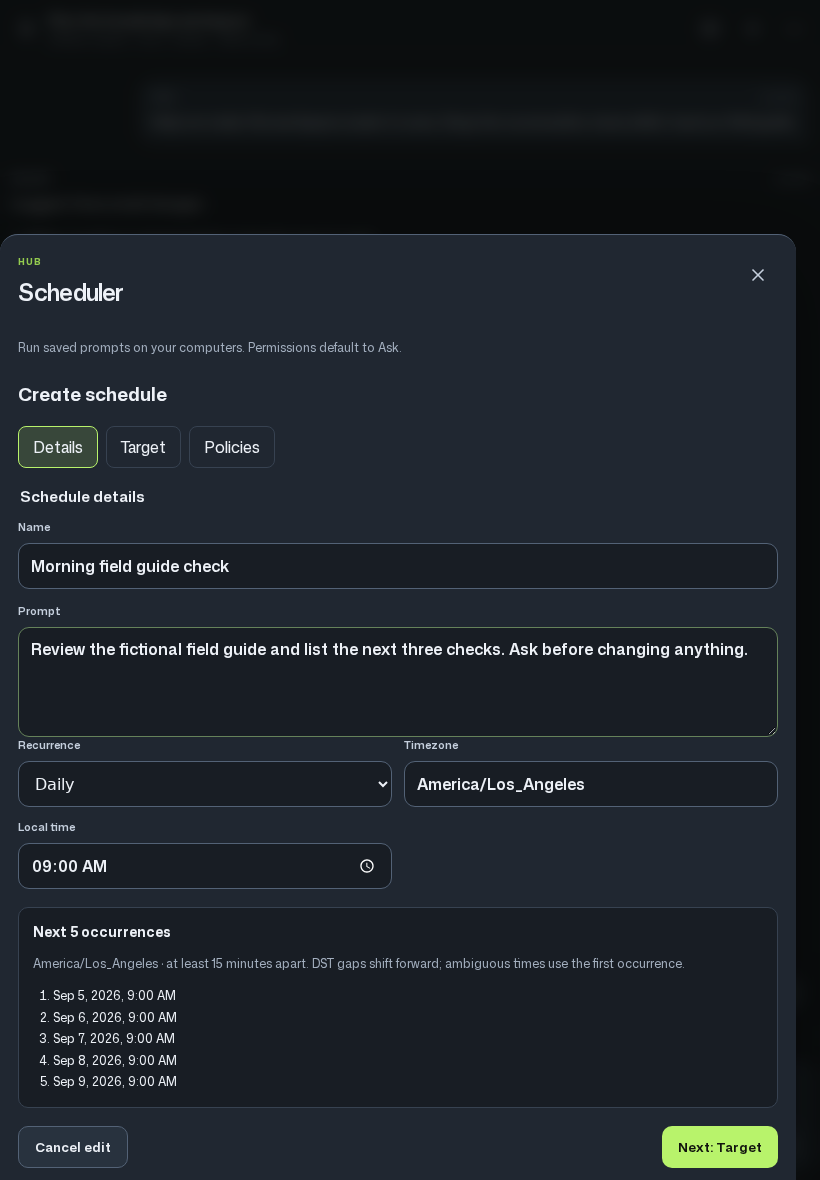 HUB
Scheduler
Run saved prompts on your computers. Permissions default to Ask.
Create schedule
Details
Target
Policies
Schedule details
Name
Morning field guide check
Prompt
Review the fictional field guide and list the next three checks. Ask before changing anything.
Recurrence
Timezone
Daily
America/Los_Angeles
Local time
09:00 AM
Next 5 occurrences
America/Los_Angeles · at least 15 minutes apart. DST gaps shift forward; ambiguous times use the first occurrence.
1. Sep 5, 2026, 9:00 AM
2. Sep 6, 2026, 9:00 AM
3. Sep 7, 2026, 9:00 AM
4. Sep 8, 2026, 9:00 AM
5. Sep 9, 2026, 9:00 AM
Cancel edit
Next: Target